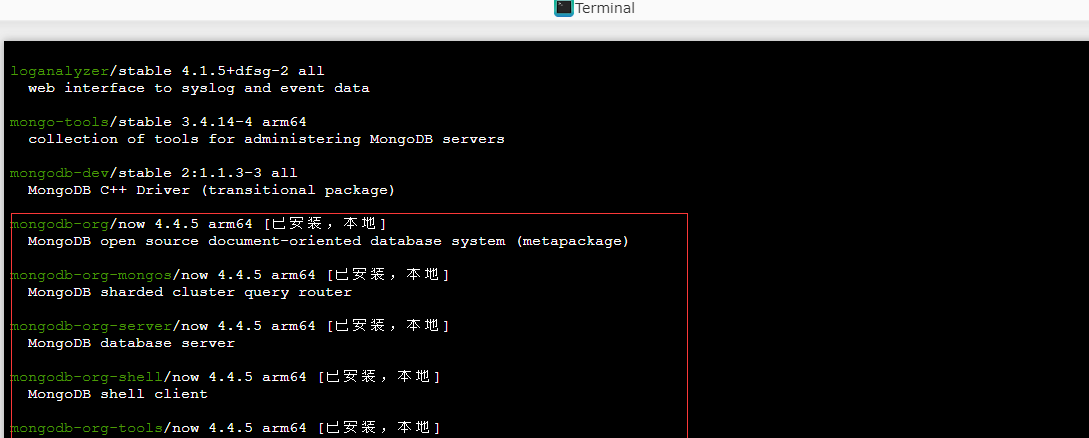 Terminal
loganalyzer/stable 4.1.5+dfsg-2 all
web interface to syslog and event data
mongo-tools/stable 3.4.14-4 arm64
collection of tools for administering MongoDB servers
mongodb-dev/stable 2:1.1.3-3 all
MongoDB C++ Driver (transitional package)
mongodb-org/now 4.4.5 arm64 [已安装，本地]
MongoDB open source document-oriented database system (metapackage)
mongodb-org-mongos/now 4.4.5 arm64 [已安装，本地]
MongoDB sharded cluster query router
mongodb-org-server/now 4.4.5 arm64 [已安装，本地]
MongoDB database server
mongodb-org-shell/now 4.4.5 arm64 [已安装，本地]
MongoDB shell client
mongodb-org-tools/now 4.4.5 arm64 [已安装，本地]